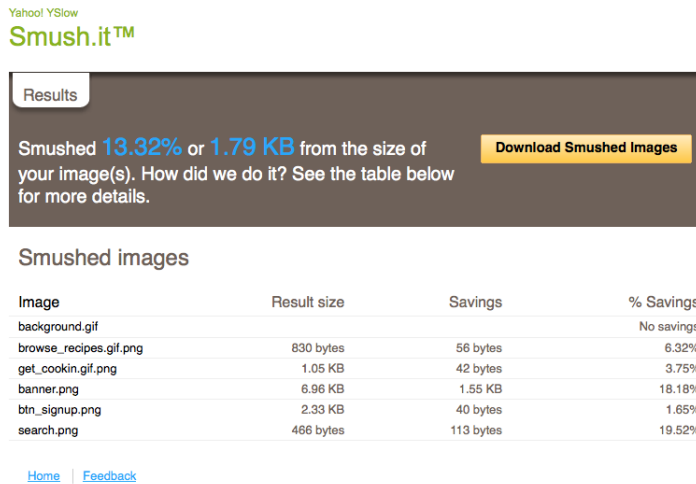 Yahoo! YSlow
Smush.it™
Results
Smushed 13.32% or 1.79 KB from the size of
your image(s). How did we do it? See the table below
for more details.
Download Smushed Images
Smushed images
Image Result size Savings % Savings
background.gif No savings
browse_recipes.gif.png 830 bytes 56 bytes 6.32%
get_cookin.gif.png 1.05 KB 42 bytes 3.75%
banner.png 6.96 KB 1.55 KB 18.18%
btn_signup.png 2.33 KB 40 bytes 1.65%
search.png 466 bytes 113 bytes 19.52%
Home Feedback